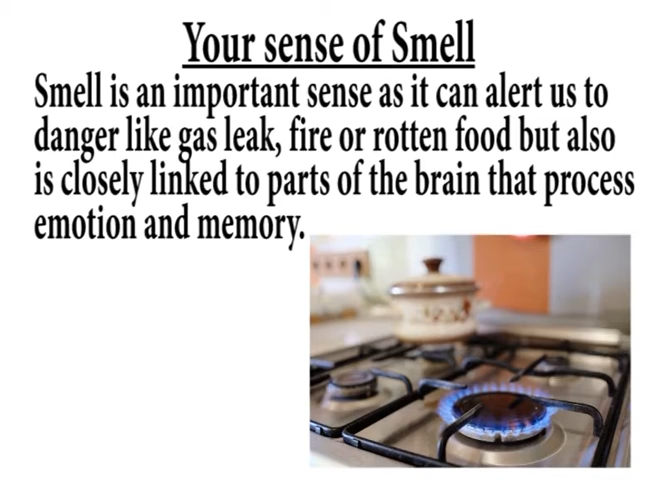 Your sense of Smell
Smell is an important sense as it can alert us to
danger like gas leak, fire or rotten food but also
is closely linked to parts of the brain that process
emotion and memory.